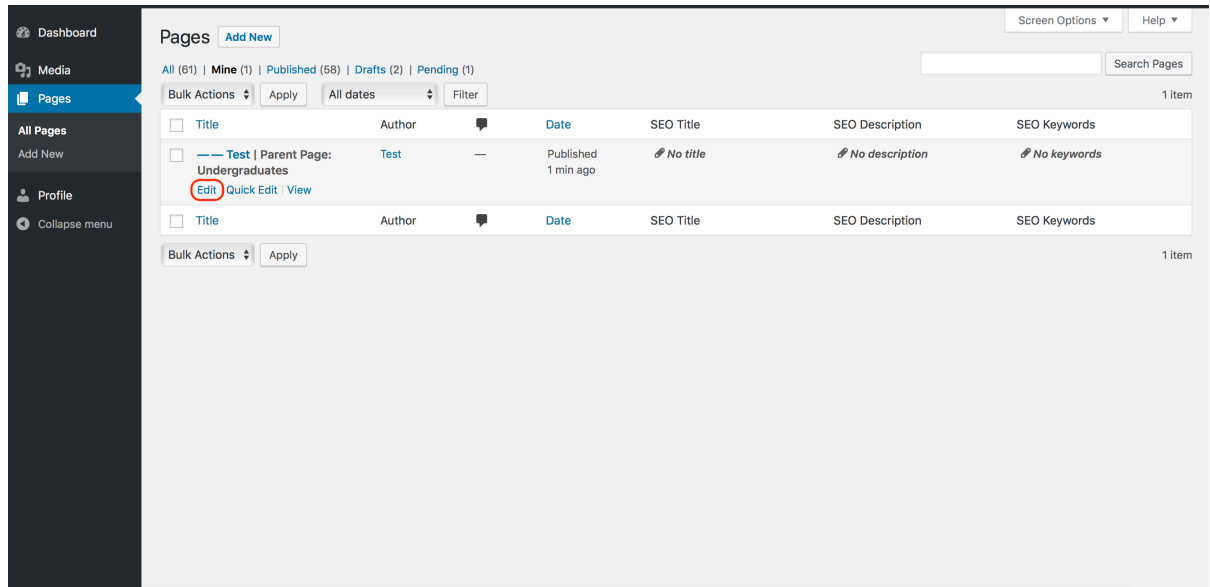 Dashboard
Media
Pages
All Pages
Add New
Profile
Collapse menu
Screen Options ▼ Help ▼
Pages Add New
All (61) | Mine (1) | Published (58) | Drafts (2) | Pending (1)
Search Pages
Bulk Actions Apply All dates Filter 1 item
Title Author Date SEO Title SEO Description SEO Keywords
— — Test | Parent Page: Test — Published No title No description No keywords
Undergraduates 1 min ago
Edit Quick Edit | View
Title Author Date SEO Title SEO Description SEO Keywords
Bulk Actions Apply 1 item